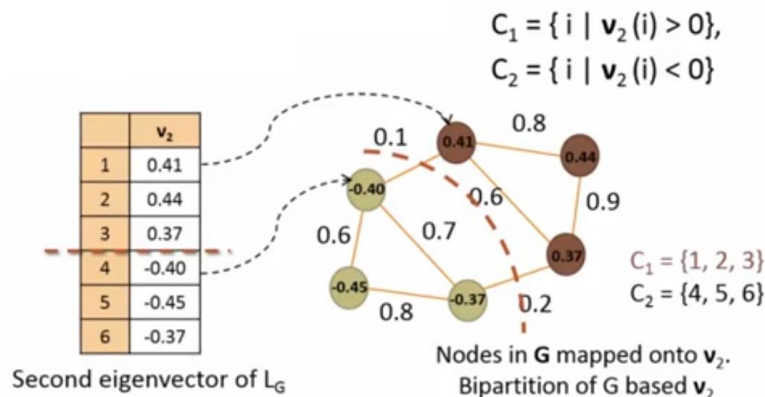 C₁ = { i | v₂ (i) > 0},
C₂ = { i | v₂ (i) < 0}
v₂
1 0.41
2 0.44
3 0.37
4 -0.40
5 -0.45
6 -0.37
Second eigenvector of L_G
0.1
0.8
0.41
0.44
-0.40
0.6
0.9
0.6
0.7
0.37
-0.45
-0.37
0.8
0.2
C₁ = {1, 2, 3}
C₂ = {4, 5, 6}
Nodes in G mapped onto v₂.
Bipartition of G based v₂